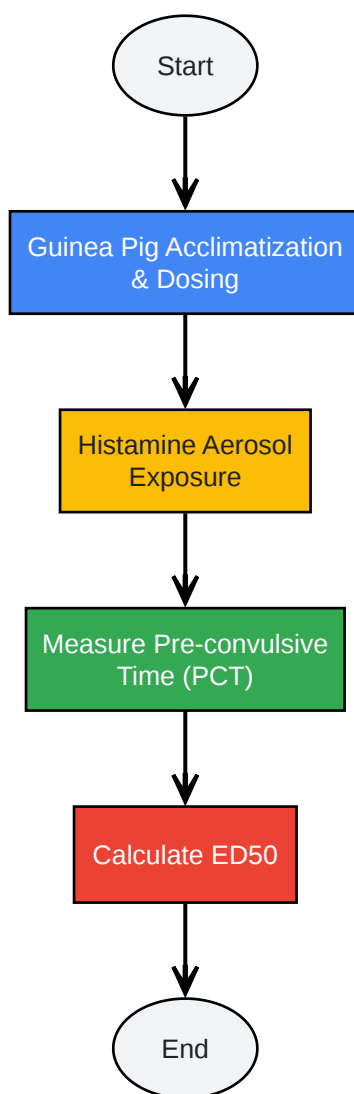 Start
Guinea Pig Acclimatization
& Dosing
Histamine Aerosol
Exposure
Measure Pre-convulsive
Time (PCT)
Calculate ED50
End